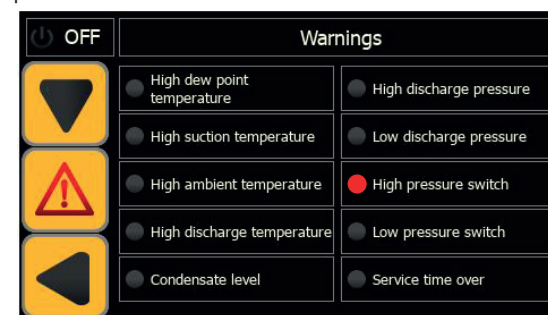 OFF
Warnings
High dew point
temperature
High discharge pressure
High suction temperature
Low discharge pressure
High ambient temperature
High pressure switch
High discharge temperature
Low pressure switch
Condensate level
Service time over